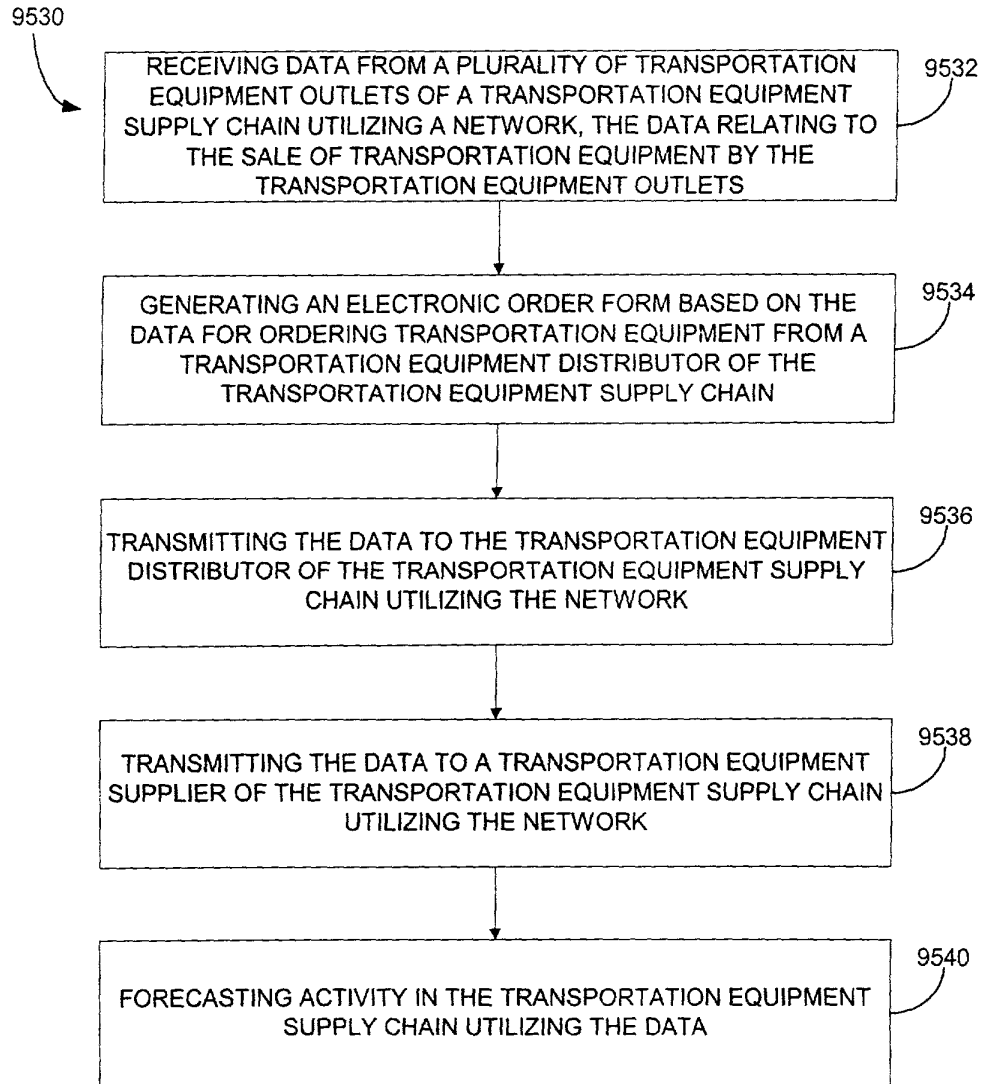 9530
RECEIVING DATA FROM A PLURALITY OF TRANSPORTATION
EQUIPMENT OUTLETS OF A TRANSPORTATION EQUIPMENT
SUPPLY CHAIN UTILIZING A NETWORK, THE DATA RELATING TO
THE SALE OF TRANSPORTATION EQUIPMENT BY THE
TRANSPORTATION EQUIPMENT OUTLETS
9532
GENERATING AN ELECTRONIC ORDER FORM BASED ON THE
DATA FOR ORDERING TRANSPORTATION EQUIPMENT FROM A
TRANSPORTATION EQUIPMENT DISTRIBUTOR OF THE
TRANSPORTATION EQUIPMENT SUPPLY CHAIN
9534
TRANSMITTING THE DATA TO THE TRANSPORTATION EQUIPMENT
DISTRIBUTOR OF THE TRANSPORTATION EQUIPMENT SUPPLY
CHAIN UTILIZING THE NETWORK
9536
TRANSMITTING THE DATA TO A TRANSPORTATION EQUIPMENT
SUPPLIER OF THE TRANSPORTATION EQUIPMENT SUPPLY CHAIN
UTILIZING THE NETWORK
9538
FORECASTING ACTIVITY IN THE TRANSPORTATION EQUIPMENT
SUPPLY CHAIN UTILIZING THE DATA
9540